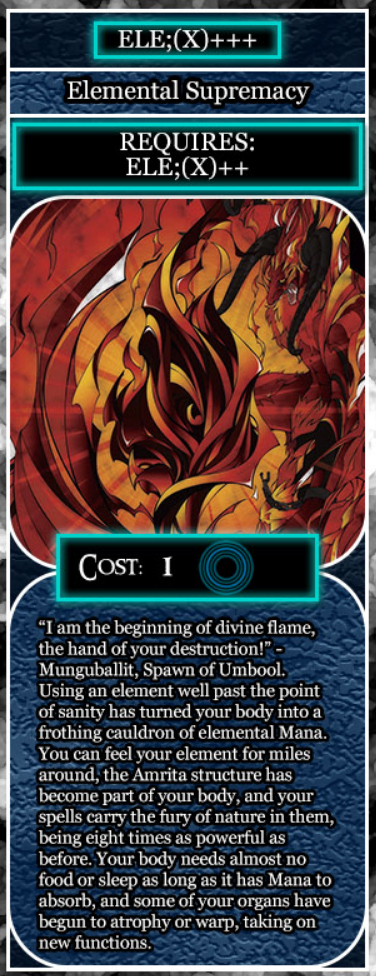 ELE;(X)+++
Elemental Supremacy
REQUIRES:
ELE;(X)++
Cost: 1
“I am the beginning of divine flame,
the hand of your destruction!” -
Munguballit, Spawn of Umbool.
Using an element well past the point
of sanity has turned your body into a
frothing cauldron of elemental Mana.
You can feel your element for miles
around, the Amrita structure has
become part of your body, and your
spells carry the fury of nature in them,
being eight times as powerful as
before. Your body needs almost no
food or sleep as long as it has Mana to
absorb, and some of your organs have
begun to atrophy or warp, taking on
new functions.